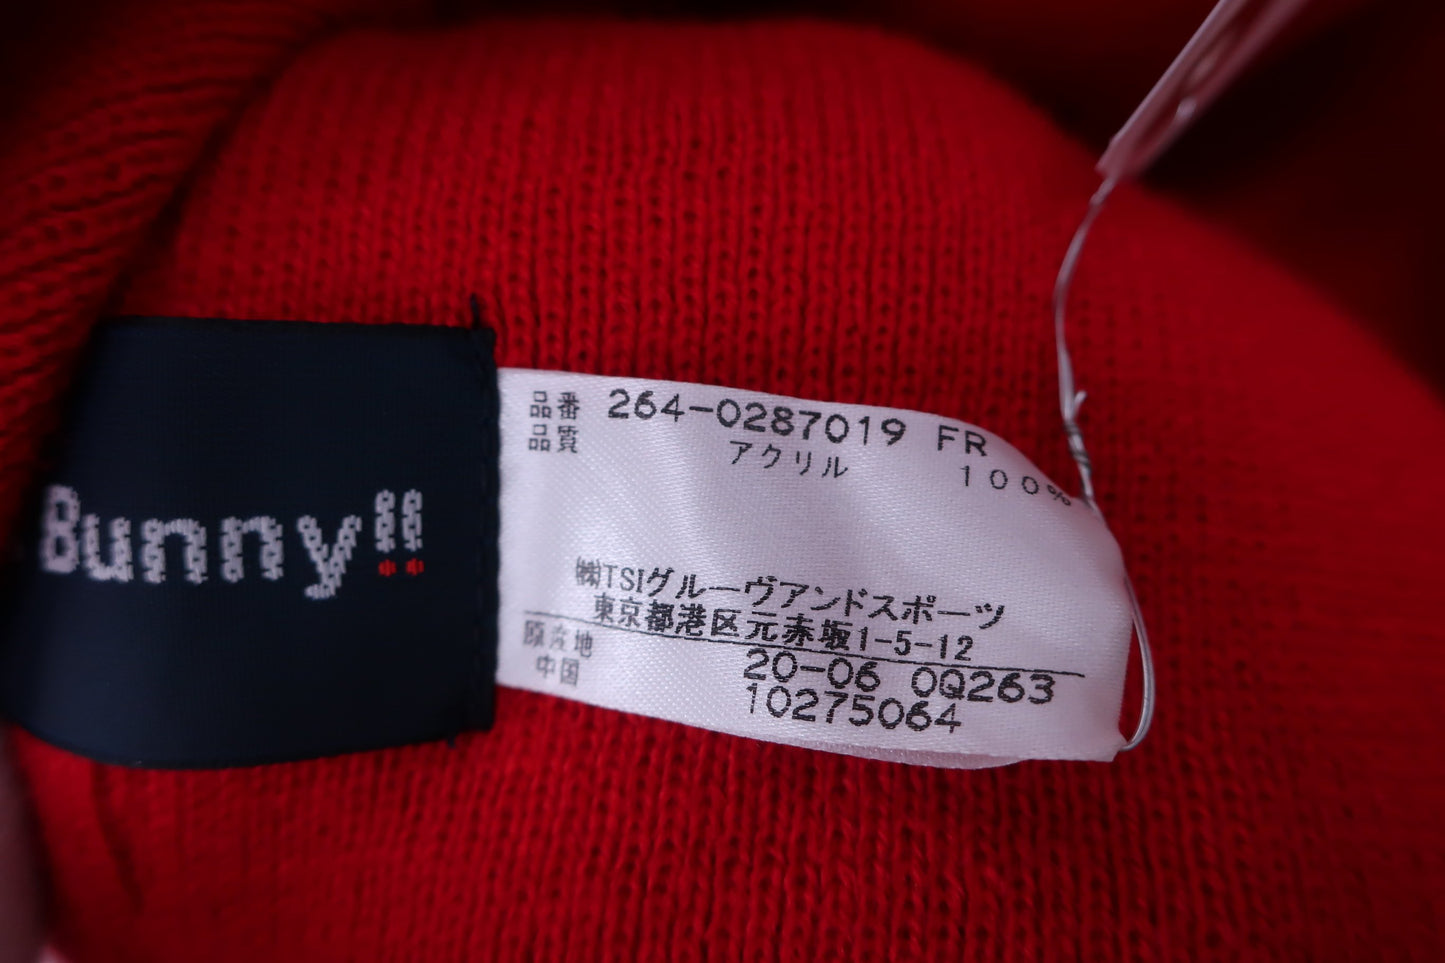 Bunny!!
品番 264-0287019 FR
品質 アクリル 100%
㈱TSIグルーヴアンドスポーツ
東京都港区元赤坂1-5-12
原産地 20-06 0Q263
中国 10275064